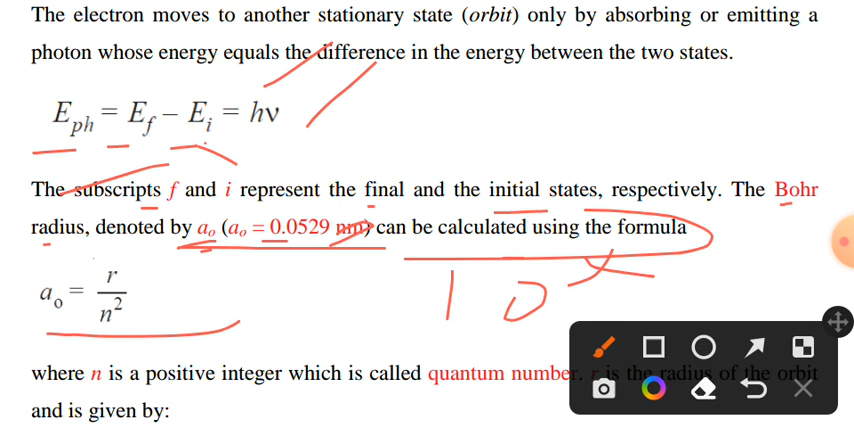 The electron moves to another stationary state (orbit) only by absorbing or emitting a
photon whose energy equals the difference in the energy between the two states.
E_ph = E_f − E_i = hν
The subscripts f and i represent the final and the initial states, respectively. The Bohr
radius, denoted by a_o (a_o = 0.0529 nm) can be calculated using the formula
a_o = r / n^2
10
where n is a positive integer which is called quantum number. r is the radius of the orbit
and is given by: